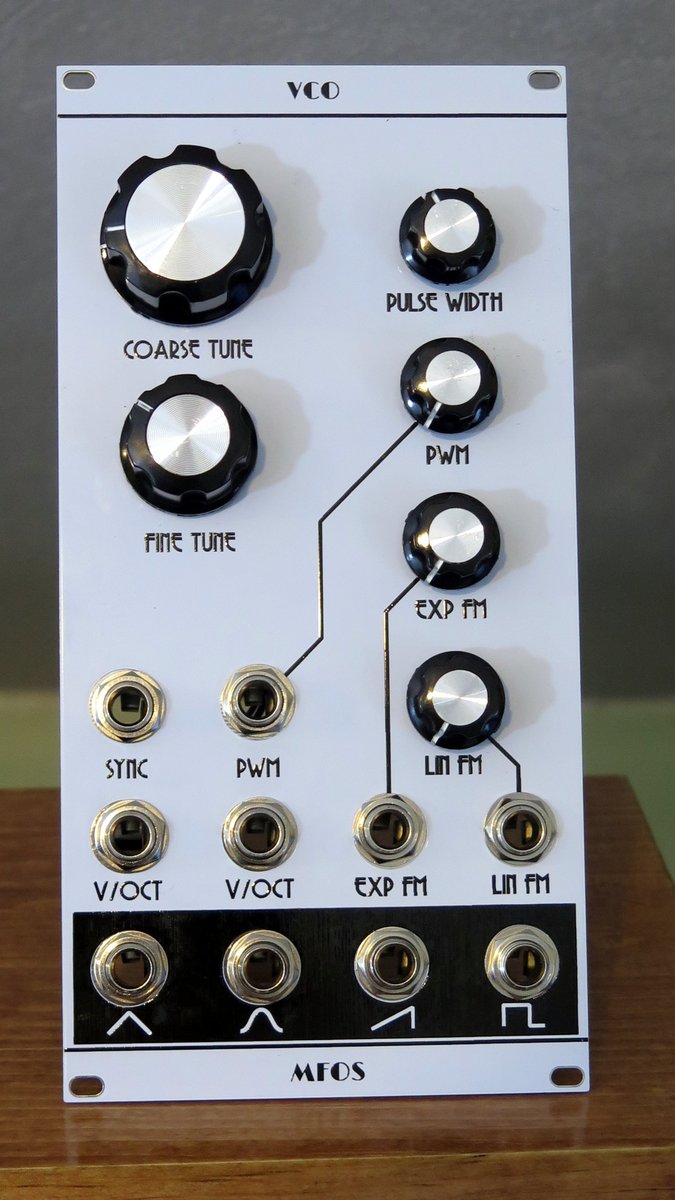 VCO
PULSE WIDTH
COARSE TUNE
PWM
FINE TUNE
EXP FM
LIN FM
SYNC PWM
V/OCT V/OCT EXP FM LIN FM
MFOS